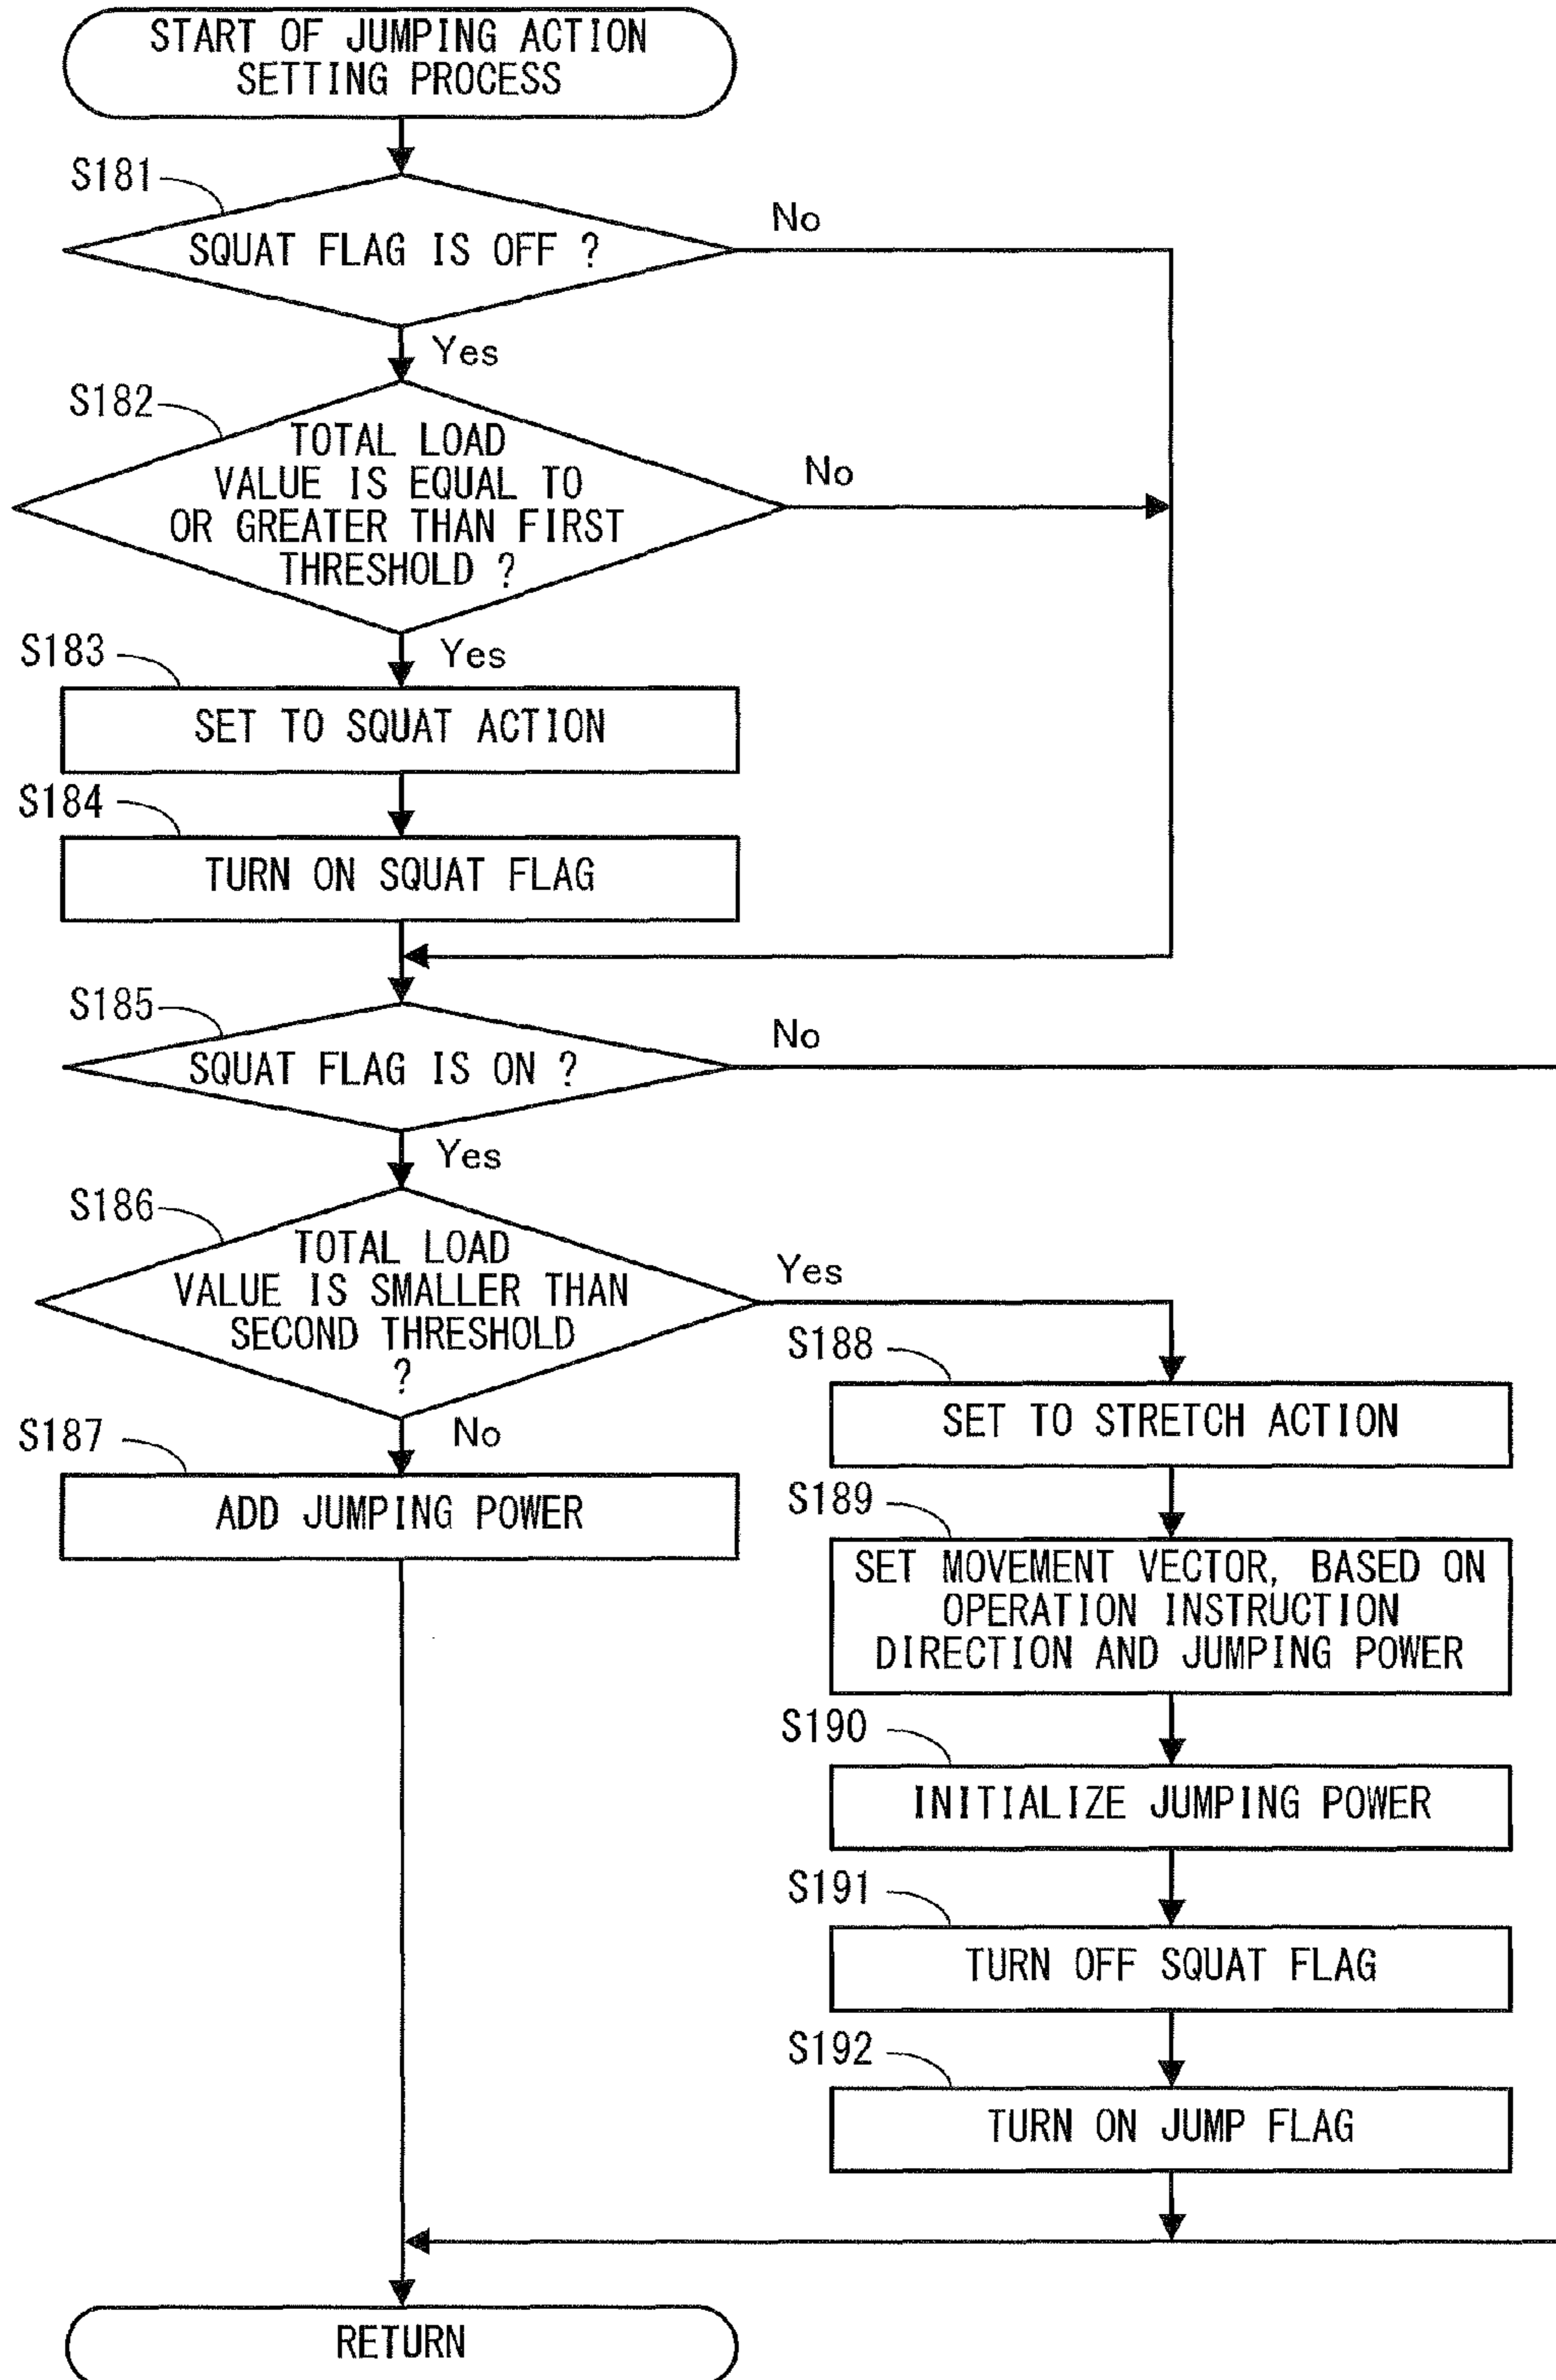 START OF JUMPING ACTION
SETTING PROCESS
S181
SQUAT FLAG IS OFF ?
No
Yes
S182
TOTAL LOAD
VALUE IS EQUAL TO
OR GREATER THAN FIRST
THRESHOLD ?
No
Yes
S183
SET TO SQUAT ACTION
S184
TURN ON SQUAT FLAG
S185
SQUAT FLAG IS ON ?
No
Yes
S186
TOTAL LOAD
VALUE IS SMALLER THAN
SECOND THRESHOLD
?
Yes
No
S187
ADD JUMPING POWER
S188
SET TO STRETCH ACTION
S189
SET MOVEMENT VECTOR, BASED ON
OPERATION INSTRUCTION
DIRECTION AND JUMPING POWER
S190
INITIALIZE JUMPING POWER
S191
TURN OFF SQUAT FLAG
S192
TURN ON JUMP FLAG
RETURN